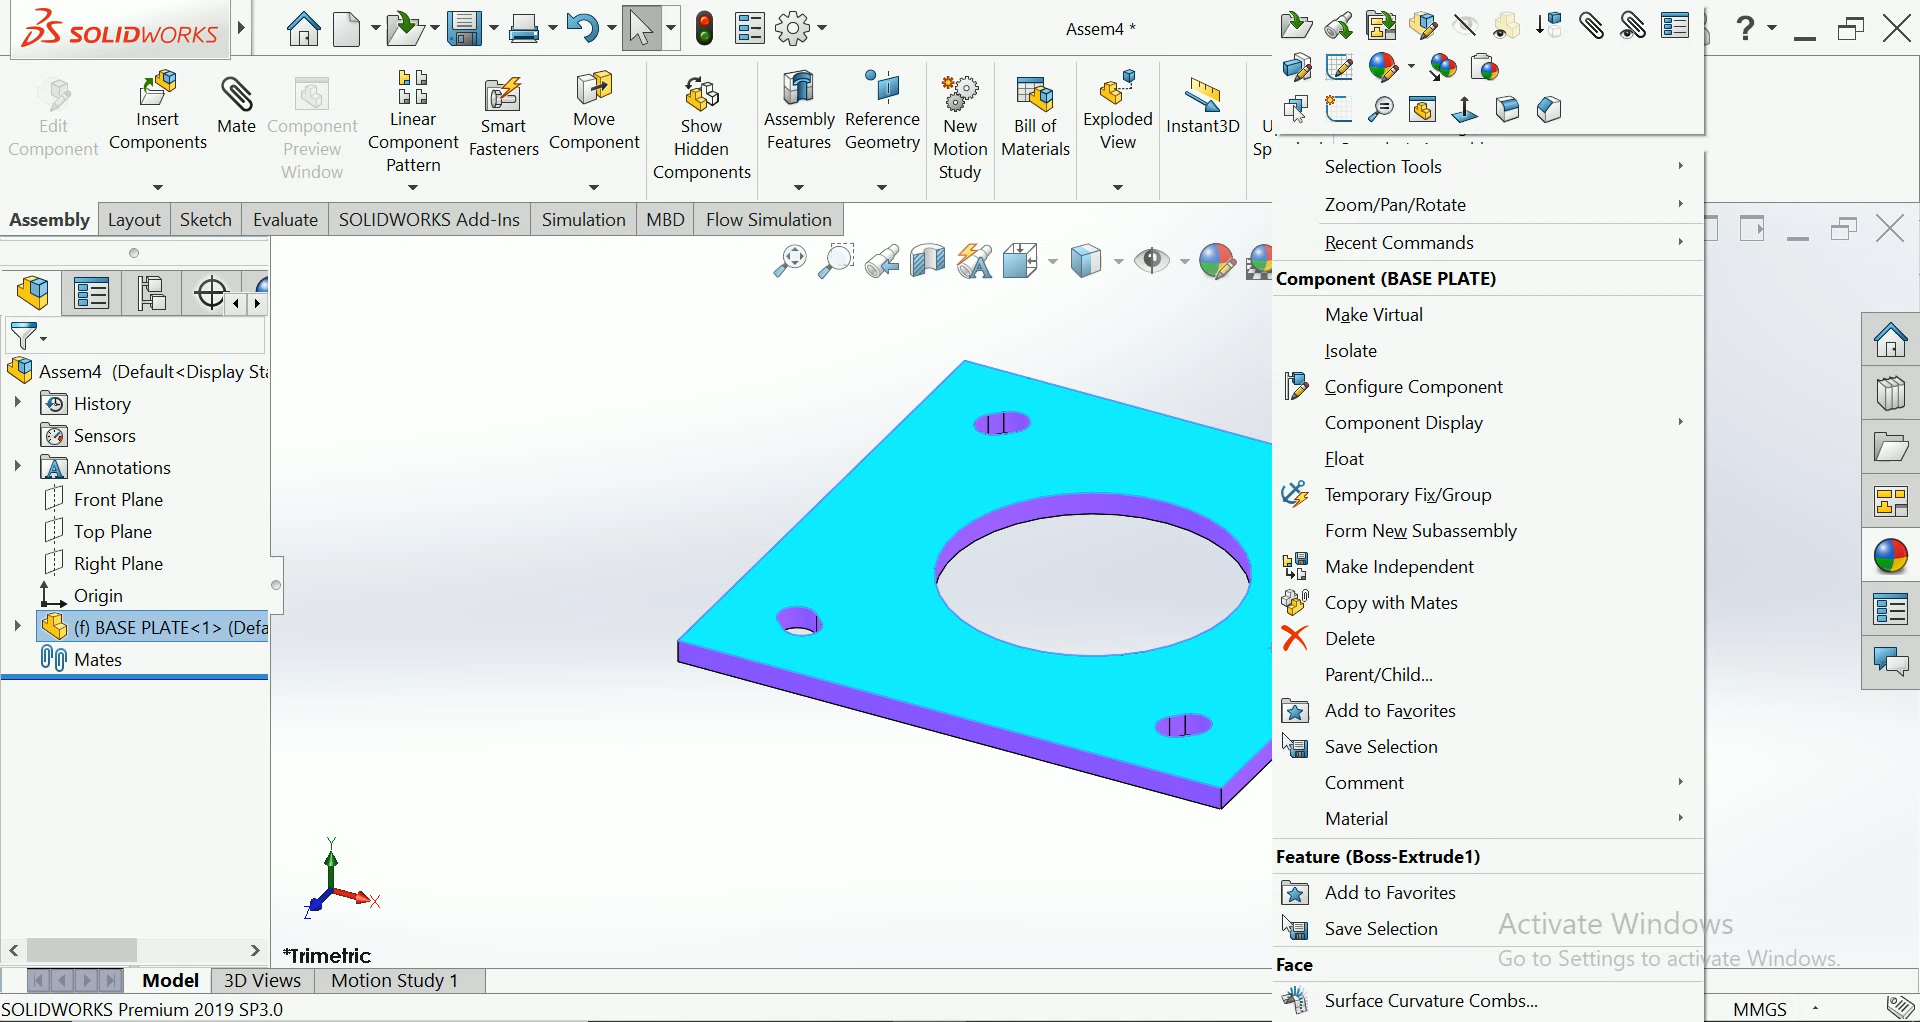 SOLIDWORKS
Assem4 *
?
Edit Component
Insert Components
Mate
Component Preview Window
Linear Component Pattern
Smart Fasteners
Move Component
Show Hidden Components
Assembly Features
Reference Geometry
New Motion Study
Bill of Materials
Exploded View
Instant3D
Assembly
Layout
Sketch
Evaluate
SOLIDWORKS Add-Ins
Simulation
MBD
Flow Simulation
Assem4 (Default<Display Sta
History
Sensors
Annotations
Front Plane
Top Plane
Right Plane
Origin
(f) BASE PLATE<1> (Defa
Mates
Y
X
Z
*Trimetric
Selection Tools
Zoom/Pan/Rotate
Recent Commands
Component (BASE PLATE)
Make Virtual
Isolate
Configure Component
Component Display
Float
Temporary Fix/Group
Form New Subassembly
Make Independent
Copy with Mates
Delete
Parent/Child...
Add to Favorites
Save Selection
Comment
Material
Feature (Boss-Extrude1)
Add to Favorites
Save Selection
Face
Surface Curvature Combs...
Activate Windows
Go to Settings to activate Windows.
Model
3D Views
Motion Study 1
SOLIDWORKS Premium 2019 SP3.0
MMGS